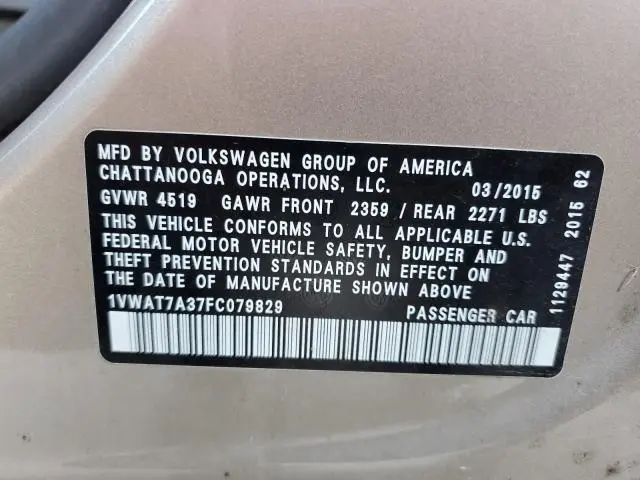 MFD BY VOLKSWAGEN GROUP OF AMERICA
CHATTANOOGA OPERATIONS, LLC. 03/2015
GVWR 4519 GAWR FRONT 2359 / REAR 2271 LBS
THIS VEHICLE CONFORMS TO ALL APPLICABLE U.S.
FEDERAL MOTOR VEHICLE SAFETY, BUMPER AND
THEFT PREVENTION STANDARDS IN EFFECT ON
THE DATE OF MANUFACTURE SHOWN ABOVE.
1VWAT7A37FC079829 PASSENGER CAR
1129447 2015 62